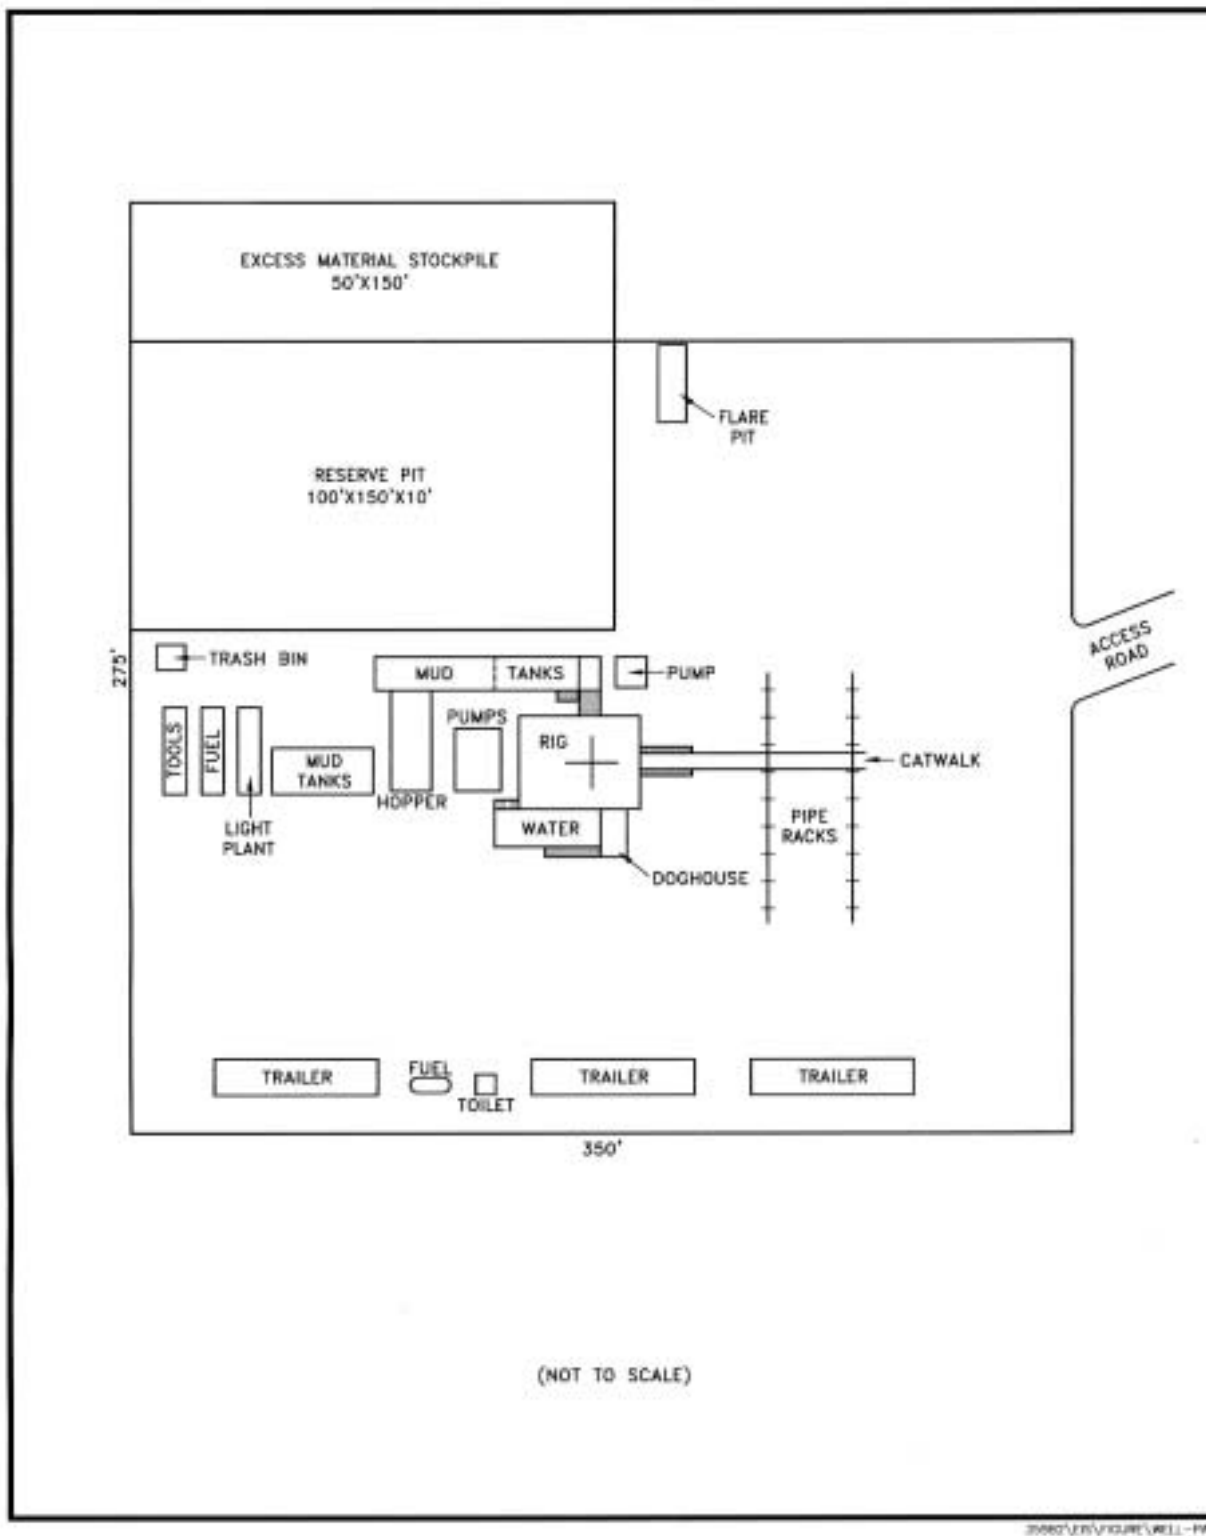 EXCESS MATERIAL STOCKPILE
50'X150'
FLARE
PIT
RESERVE PIT
100'X150'X10'
ACCESS
ROAD
275'
TRASH BIN
MUD
TANKS
PUMP
TOOLS
FUEL
PUMPS
RIG
MUD
TANKS
CATWALK
HOPPER
PIPE
RACKS
LIGHT
PLANT
WATER
DOGHOUSE
TRAILER
FUEL
TOILET
TRAILER
TRAILER
350'
(NOT TO SCALE)